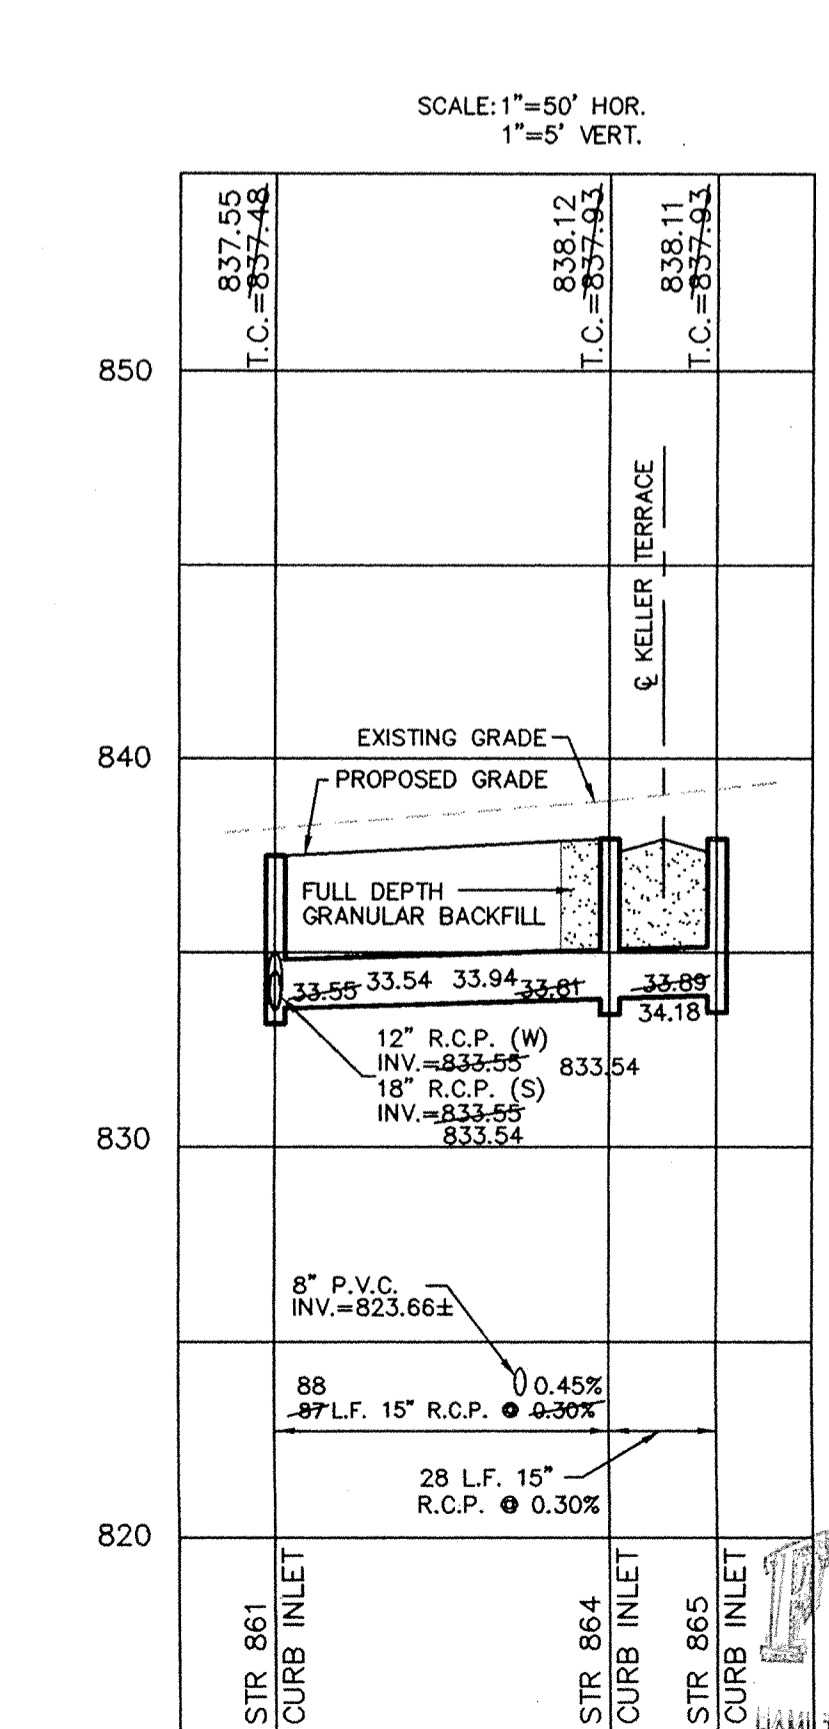 SCALE: 1"=50' HOR.
1"=5' VERT.
837.55
T.C.=837.48
838.12
T.C.=837.93
838.11
T.C.=837.93
850
℄ KELLER TERRACE
EXISTING GRADE
840
PROPOSED GRADE
FULL DEPTH
GRANULAR BACKFILL
33.55 33.54 33.94 33.81 33.89
34.18
12" R.C.P. (W)
INV.=833.55 833.54
18" R.C.P. (S)
INV.=833.55
833.54
830
8" P.V.C.
INV.=823.66±
88 0.45%
87 L.F. 15" R.C.P. @ 0.30%
28 L.F. 15"
R.C.P. @ 0.30%
820
STR 861
CURB INLET
STR 864
CURB INLET
STR 865
CURB INLET